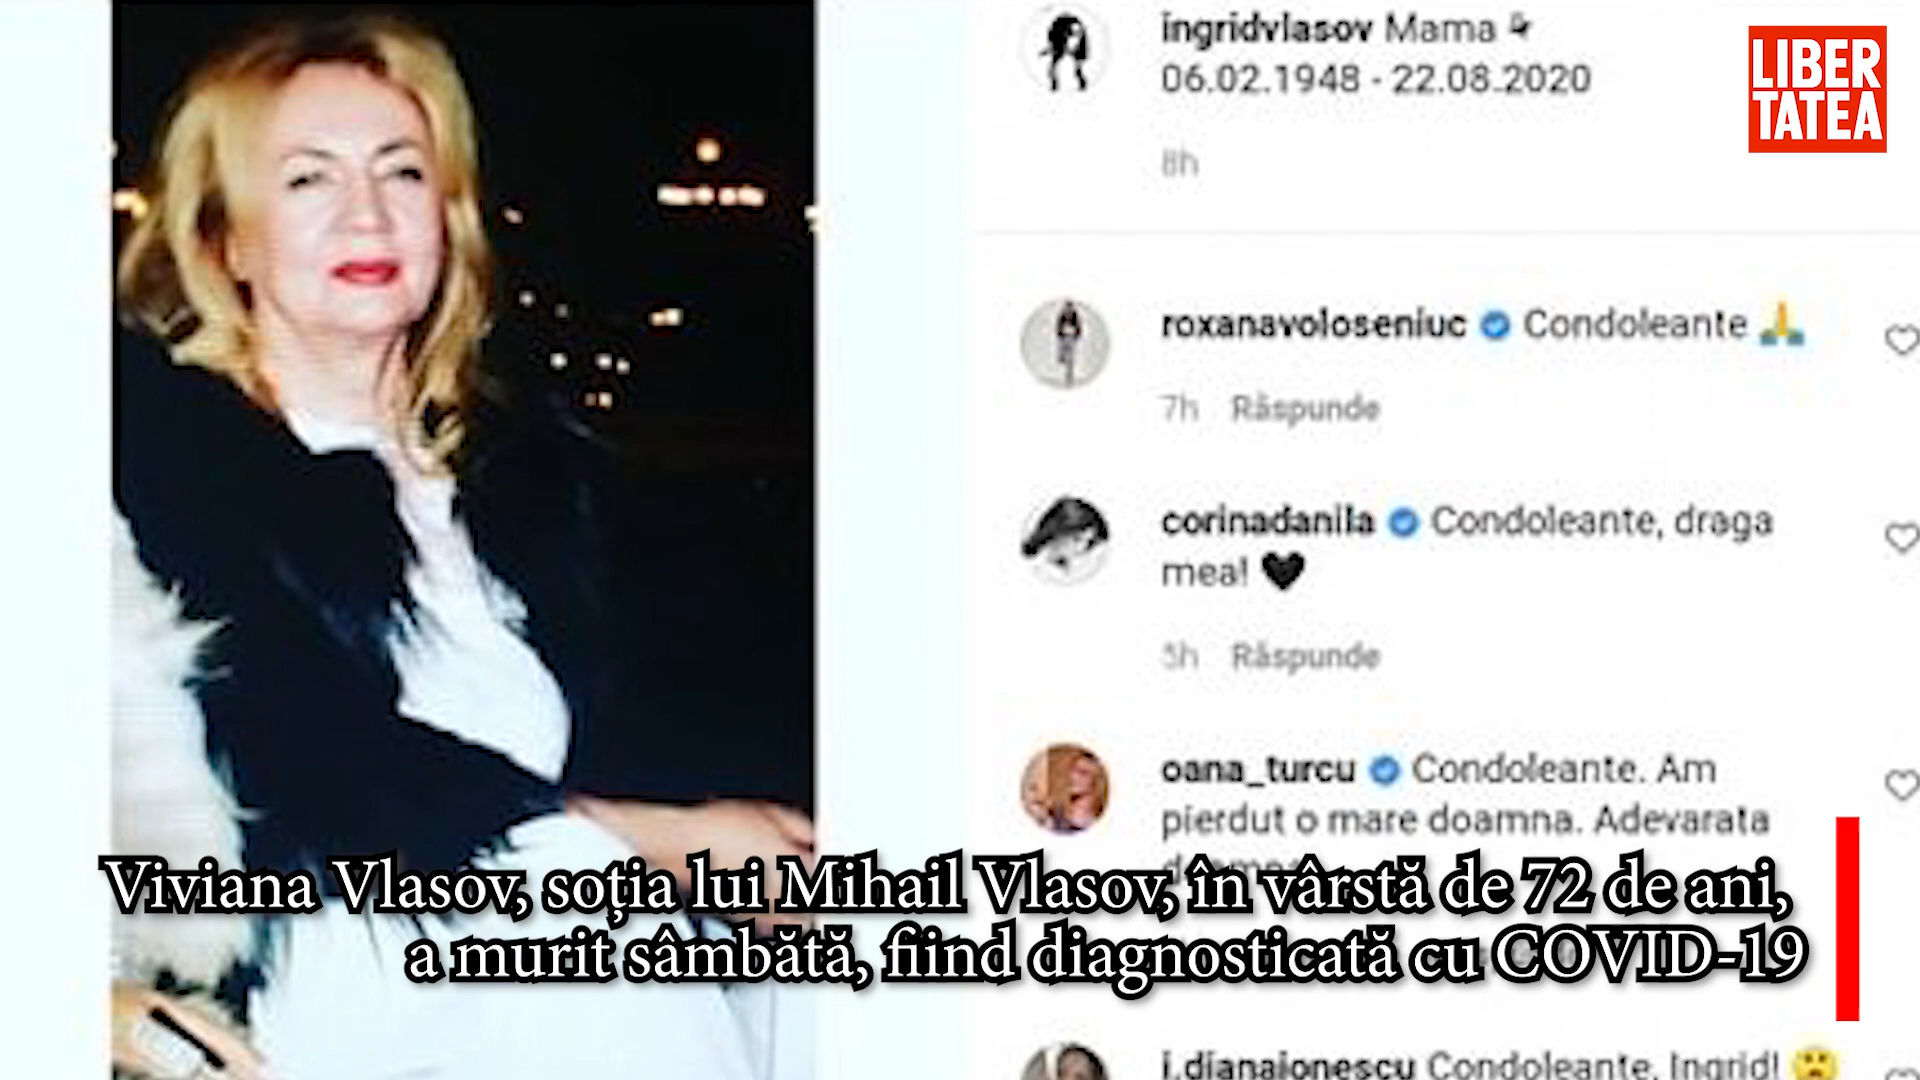 ingridvlasov Mama
06.02.1948 - 22.08.2020
8h
LIBER
TATEA
roxanavoloseniuc Condoleante
7h Răspunde
corinadanila Condoleante, draga
mea!
5h Răspunde
oana_turcu Condoleante. Am
pierdut o mare doamna. Adevarata
Viviana Vlasov, soția lui Mihail Vlasov, în vârstă de 72 de ani,
a murit sâmbătă, fiind diagnosticată cu COVID-19
i.dianaionescu Condoleante, Ingrid!